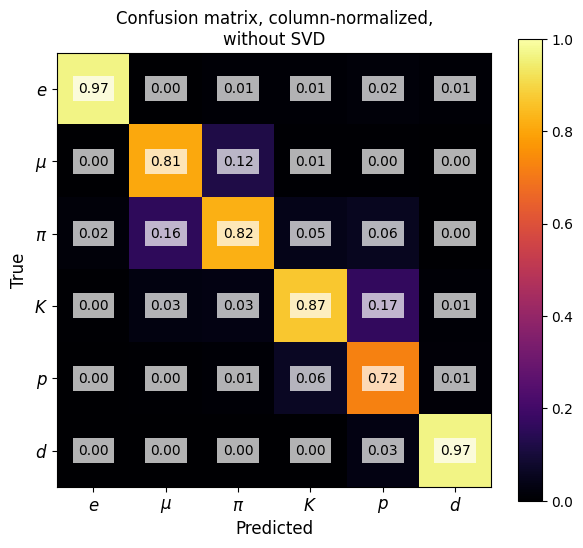 Confusion matrix, column-normalized,
without SVD
e 0.97 0.00 0.01 0.01 0.02 0.01
μ 0.00 0.81 0.12 0.01 0.00 0.00
π 0.02 0.16 0.82 0.05 0.06 0.00
K 0.00 0.03 0.03 0.87 0.17 0.01
p 0.00 0.00 0.01 0.06 0.72 0.01
d 0.00 0.00 0.00 0.00 0.03 0.97
e μ π K p d
True
Predicted
1.0
0.8
0.6
0.4
0.2
0.0